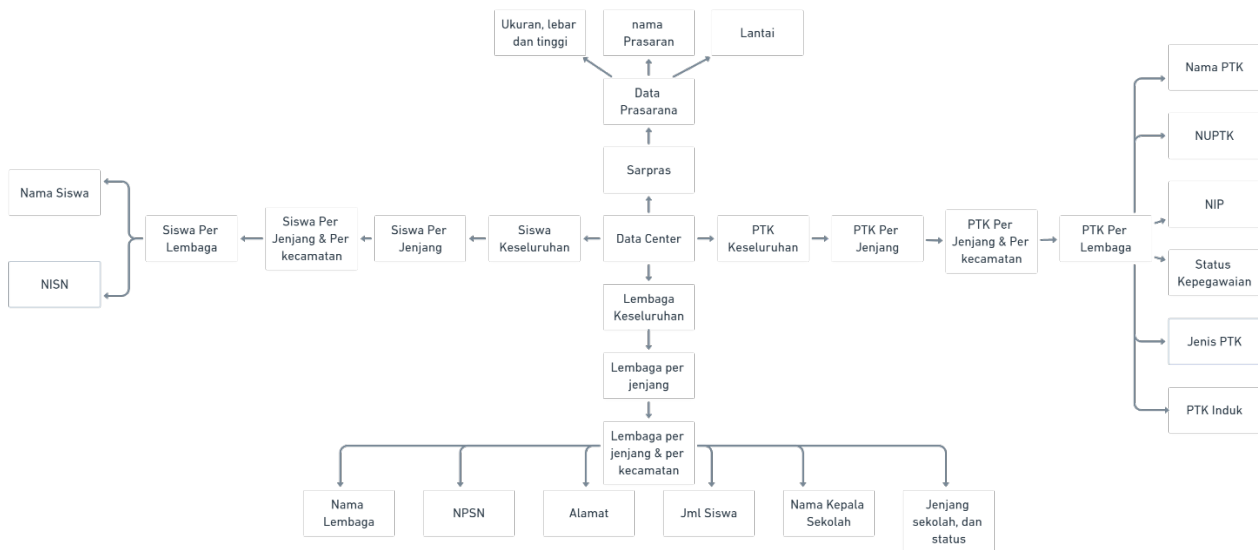 Ukuran, lebar
dan tinggi
nama
Prasaran
Lantai
Data
Prasarana
Sarpras
Nama PTK
NUPTK
NIP
Status
Kepegawaian
Jenis PTK
PTK Induk
Nama Siswa
NISN
Siswa Per
Lembaga
Siswa Per
Jenjang & Per
kecamatan
Siswa Per
Jenjang
Siswa
Keseluruhan
Data Center
PTK
Keseluruhan
PTK Per
Jenjang
PTK Per
Jenjang & Per
kecamatan
PTK Per
Lembaga
Lembaga
Keseluruhan
Lembaga per
jenjang
Lembaga per
jenjang & per
kecamatan
Nama
Lembaga
NPSN
Alamat
Jml Siswa
Nama Kepala
Sekolah
Jenjang
sekolah, dan
status